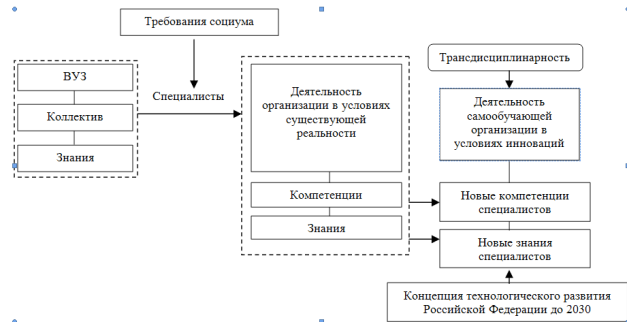 Требования социума
ВУЗ
Коллектив
Знания
Специалисты
Деятельность
организации в условиях
существующей
реальности
Компетенции
Знания
Трансдисциплинарность
Деятельность
самообучающей
организации в
условиях инноваций
Новые компетенции
специалистов
Новые знания
специалистов
Концепция технологического развития
Российской Федерации до 2030